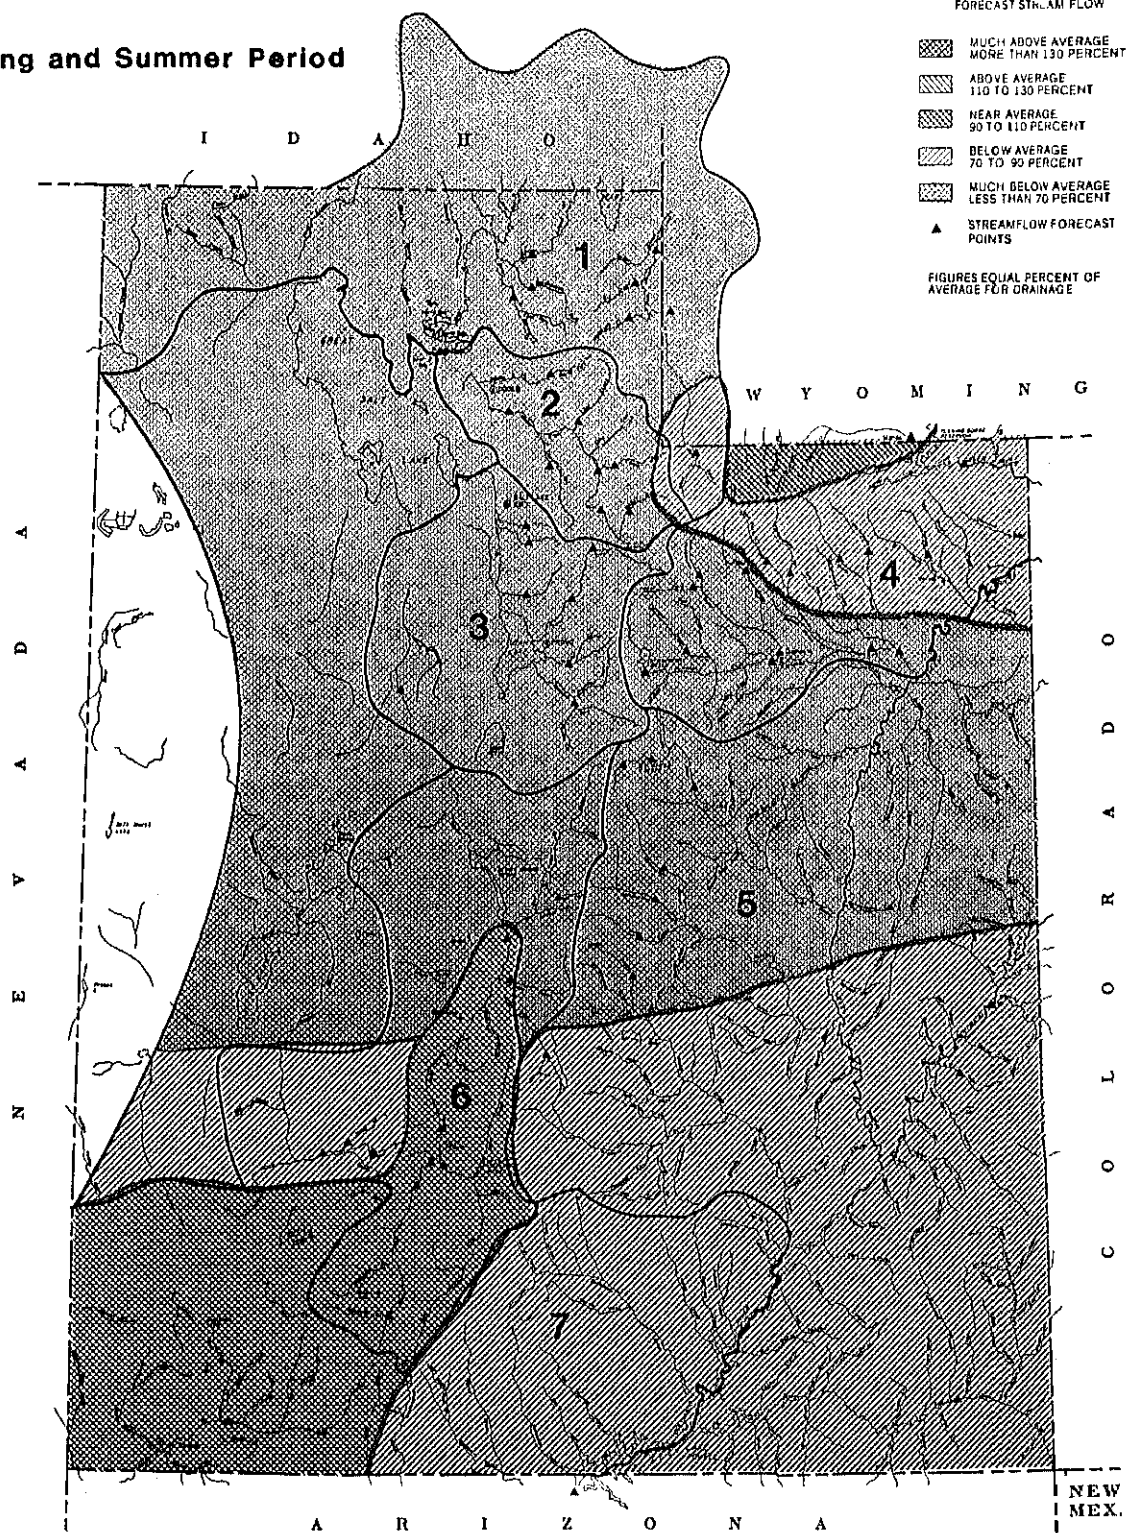 FORECAST STREAM FLOW
ng and Summer Period
MUCH ABOVE AVERAGE
MORE THAN 130 PERCENT
ABOVE AVERAGE
110 TO 130 PERCENT
NEAR AVERAGE
90 TO 110 PERCENT
BELOW AVERAGE
70 TO 90 PERCENT
MUCH BELOW AVERAGE
LESS THAN 70 PERCENT
STREAMFLOW FORECAST
POINTS
FIGURES EQUAL PERCENT OF
AVERAGE FOR DRAINAGE
I D A H O
1
2
W Y O M I N G
3
4
N E V A D A
5
C O L O R A D O
6
7
NEW
MEX.
A R I Z O N A